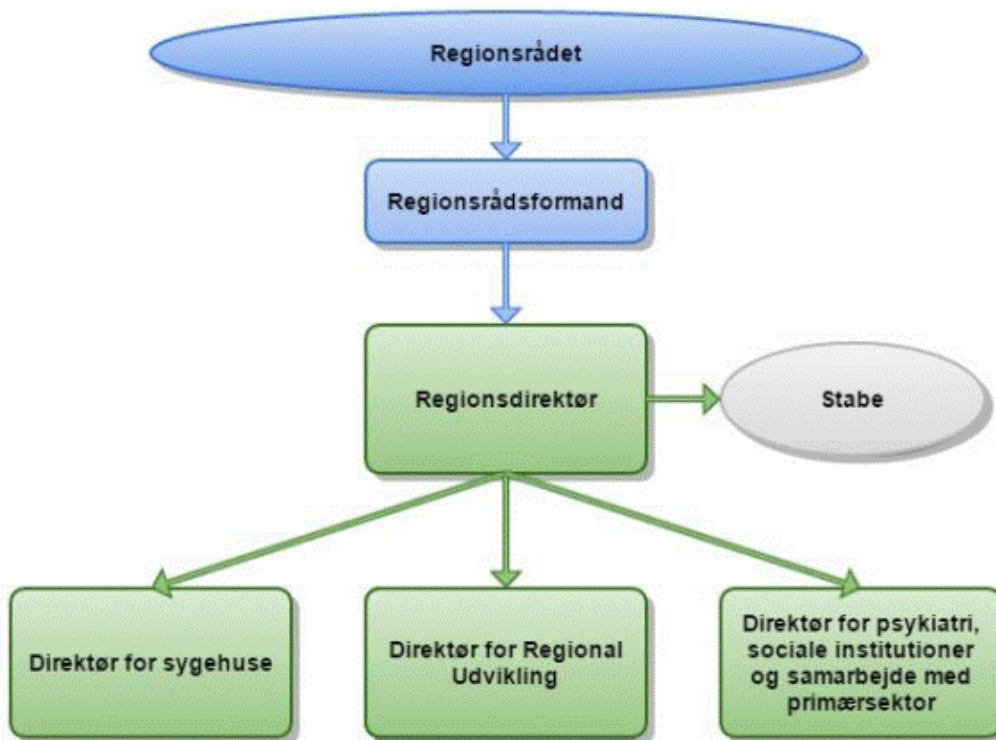 Regionsrådet
Regionsrådsformand
Regionsdirektør
Stabe
Direktør for sygehuse
Direktør for Regional
Udvikling
Direktør for psykiatri,
sociale institutioner
og samarbejde med
primærsektor